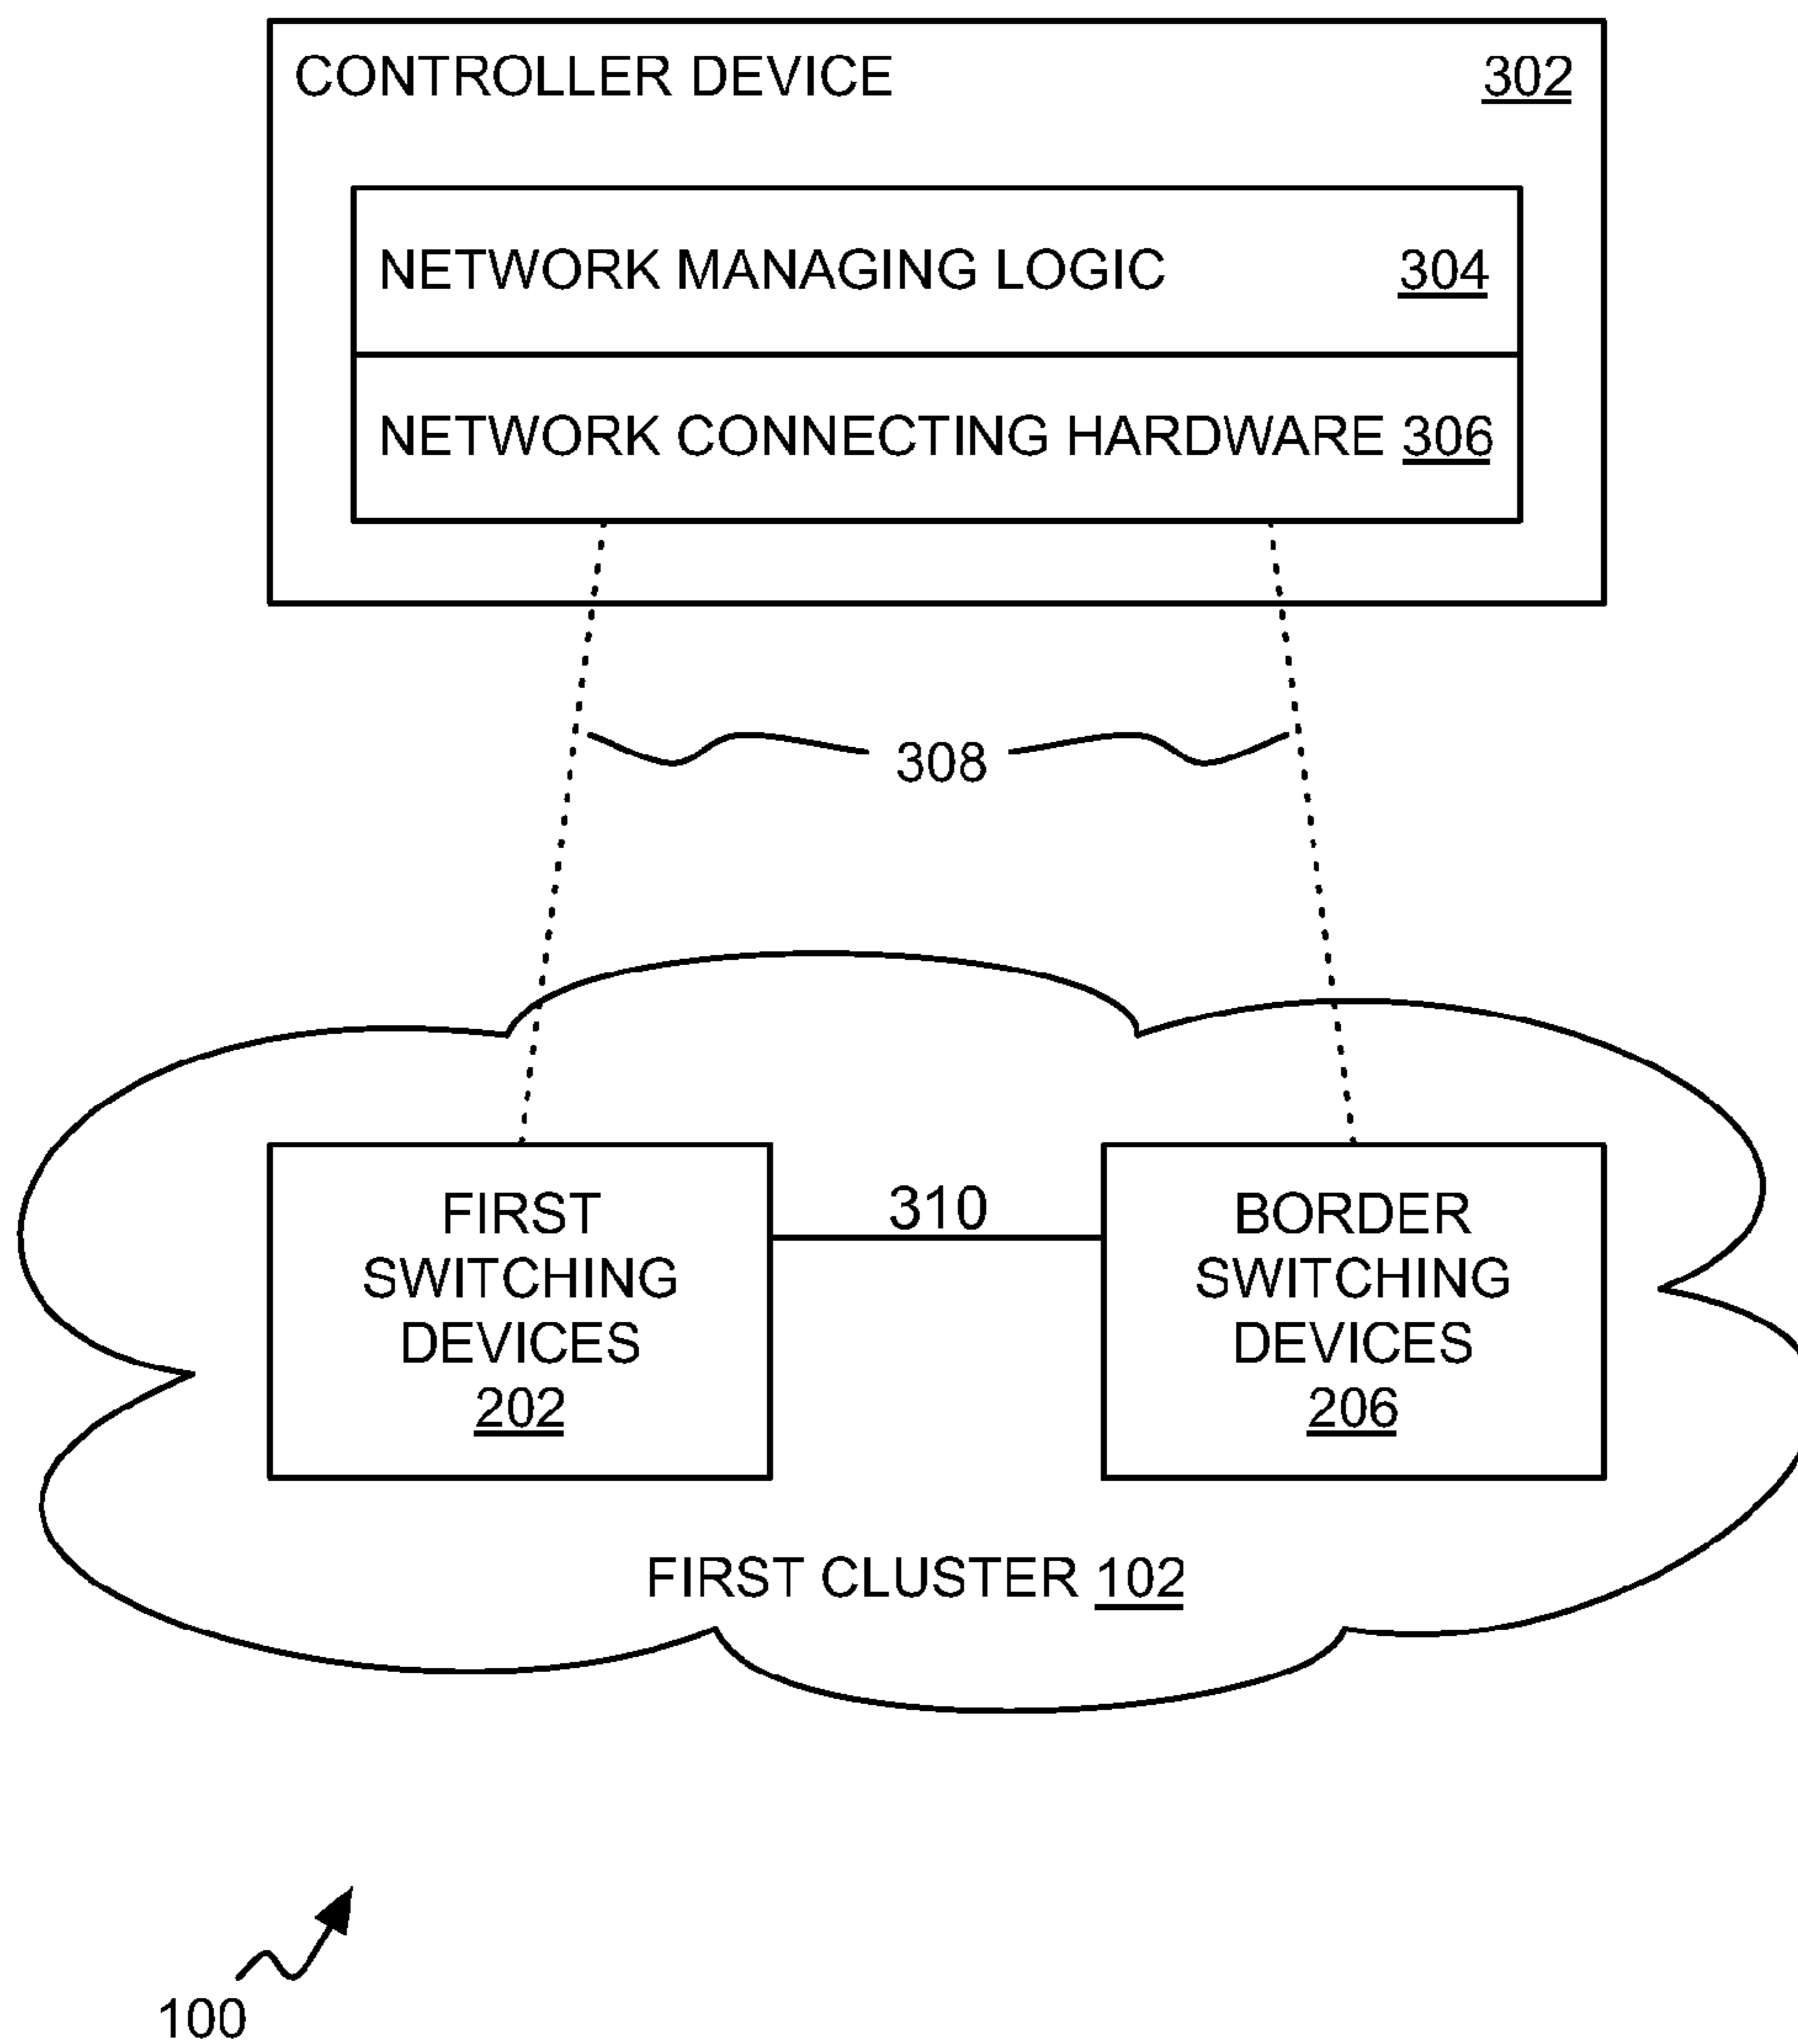 CONTROLLER DEVICE 302
NETWORK MANAGING LOGIC 304
NETWORK CONNECTING HARDWARE 306
308
310
FIRST
SWITCHING
DEVICES
202
BORDER
SWITCHING
DEVICES
206
FIRST CLUSTER 102
100